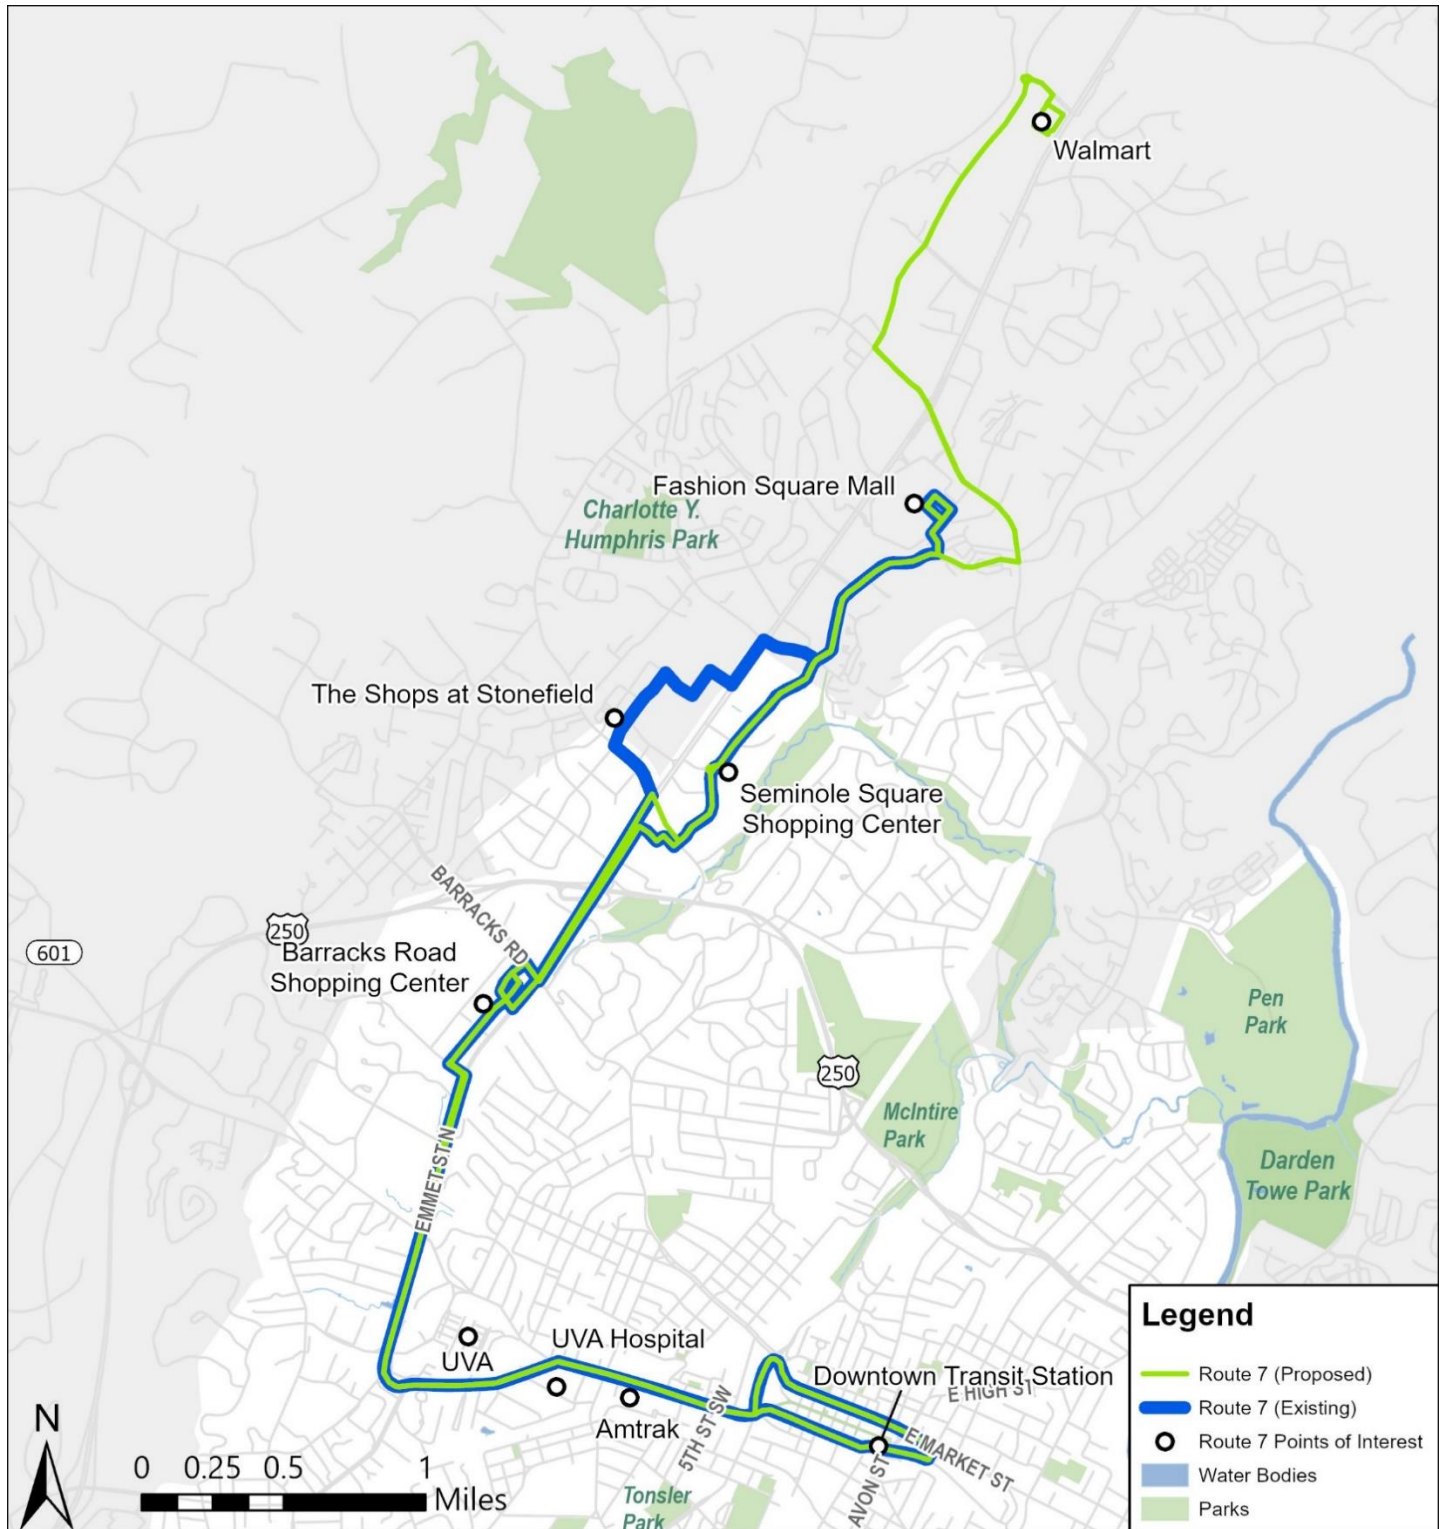 Walmart
Fashion Square Mall
Charlotte Y.
Humphris Park
The Shops at Stonefield
Seminole Square
Shopping Center
BARRACKS RD
250
601
Barracks Road
Shopping Center
Pen
Park
250
McIntire
Park
Darden
Towe Park
EMMET ST N
UVA
UVA Hospital
Amtrak
5TH ST SW
Downtown Transit Station
E HIGH ST
E MARKET ST
AVON ST
Tonsler
Park
N
0 0.25 0.5 1
Miles
Legend
Route 7 (Proposed)
Route 7 (Existing)
Route 7 Points of Interest
Water Bodies
Parks